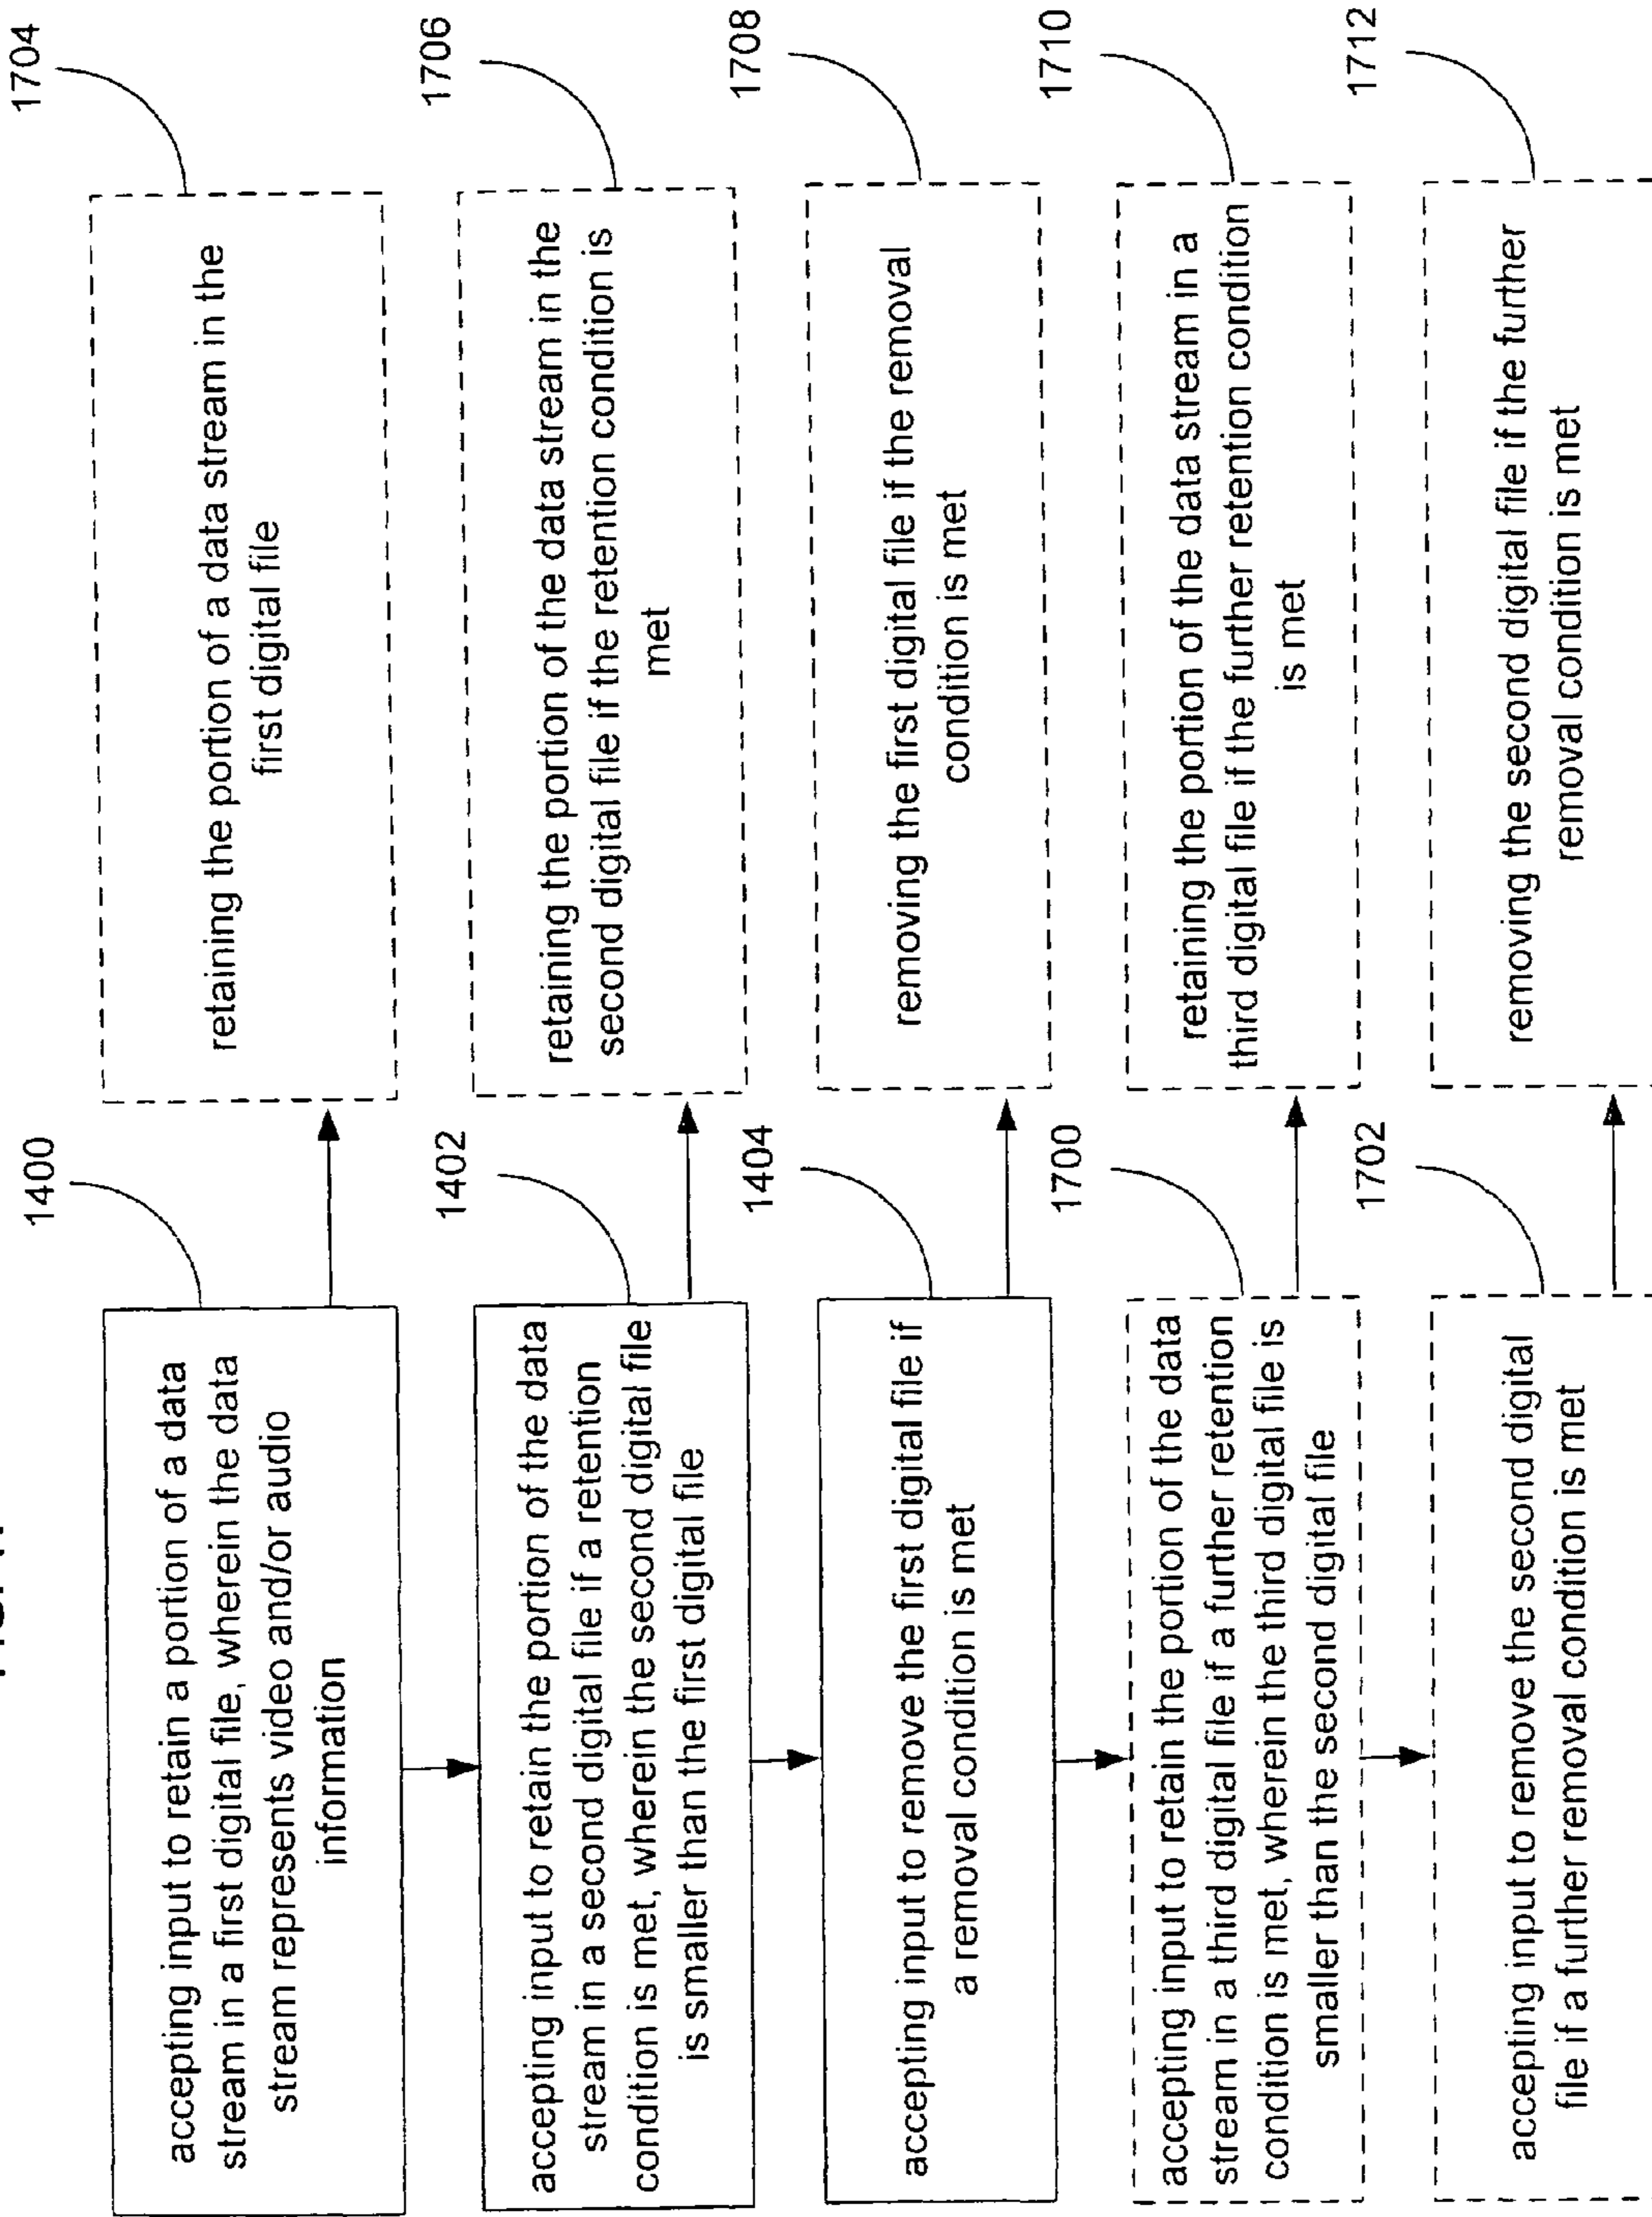 1400
accepting input to retain a portion of a data
stream in a first digital file, wherein the data
stream represents video and/or audio
information
1704
retaining the portion of a data stream in the
first digital file
1402
accepting input to retain the portion of the data
stream in a second digital file if a retention
condition is met, wherein the second digital file
is smaller than the first digital file
1706
retaining the portion of the data stream in the
second digital file if the retention condition is
met
1404
accepting input to remove the first digital file if
a removal condition is met
1708
removing the first digital file if the removal
condition is met
1700
accepting input to retain the portion of the data
stream in a third digital file if a further retention
condition is met, wherein the third digital file is
smaller than the second digital file
1710
retaining the portion of the data stream in a
third digital file if the further retention condition
is met
1702
accepting input to remove the second digital
file if a further removal condition is met
1712
removing the second digital file if the further
removal condition is met